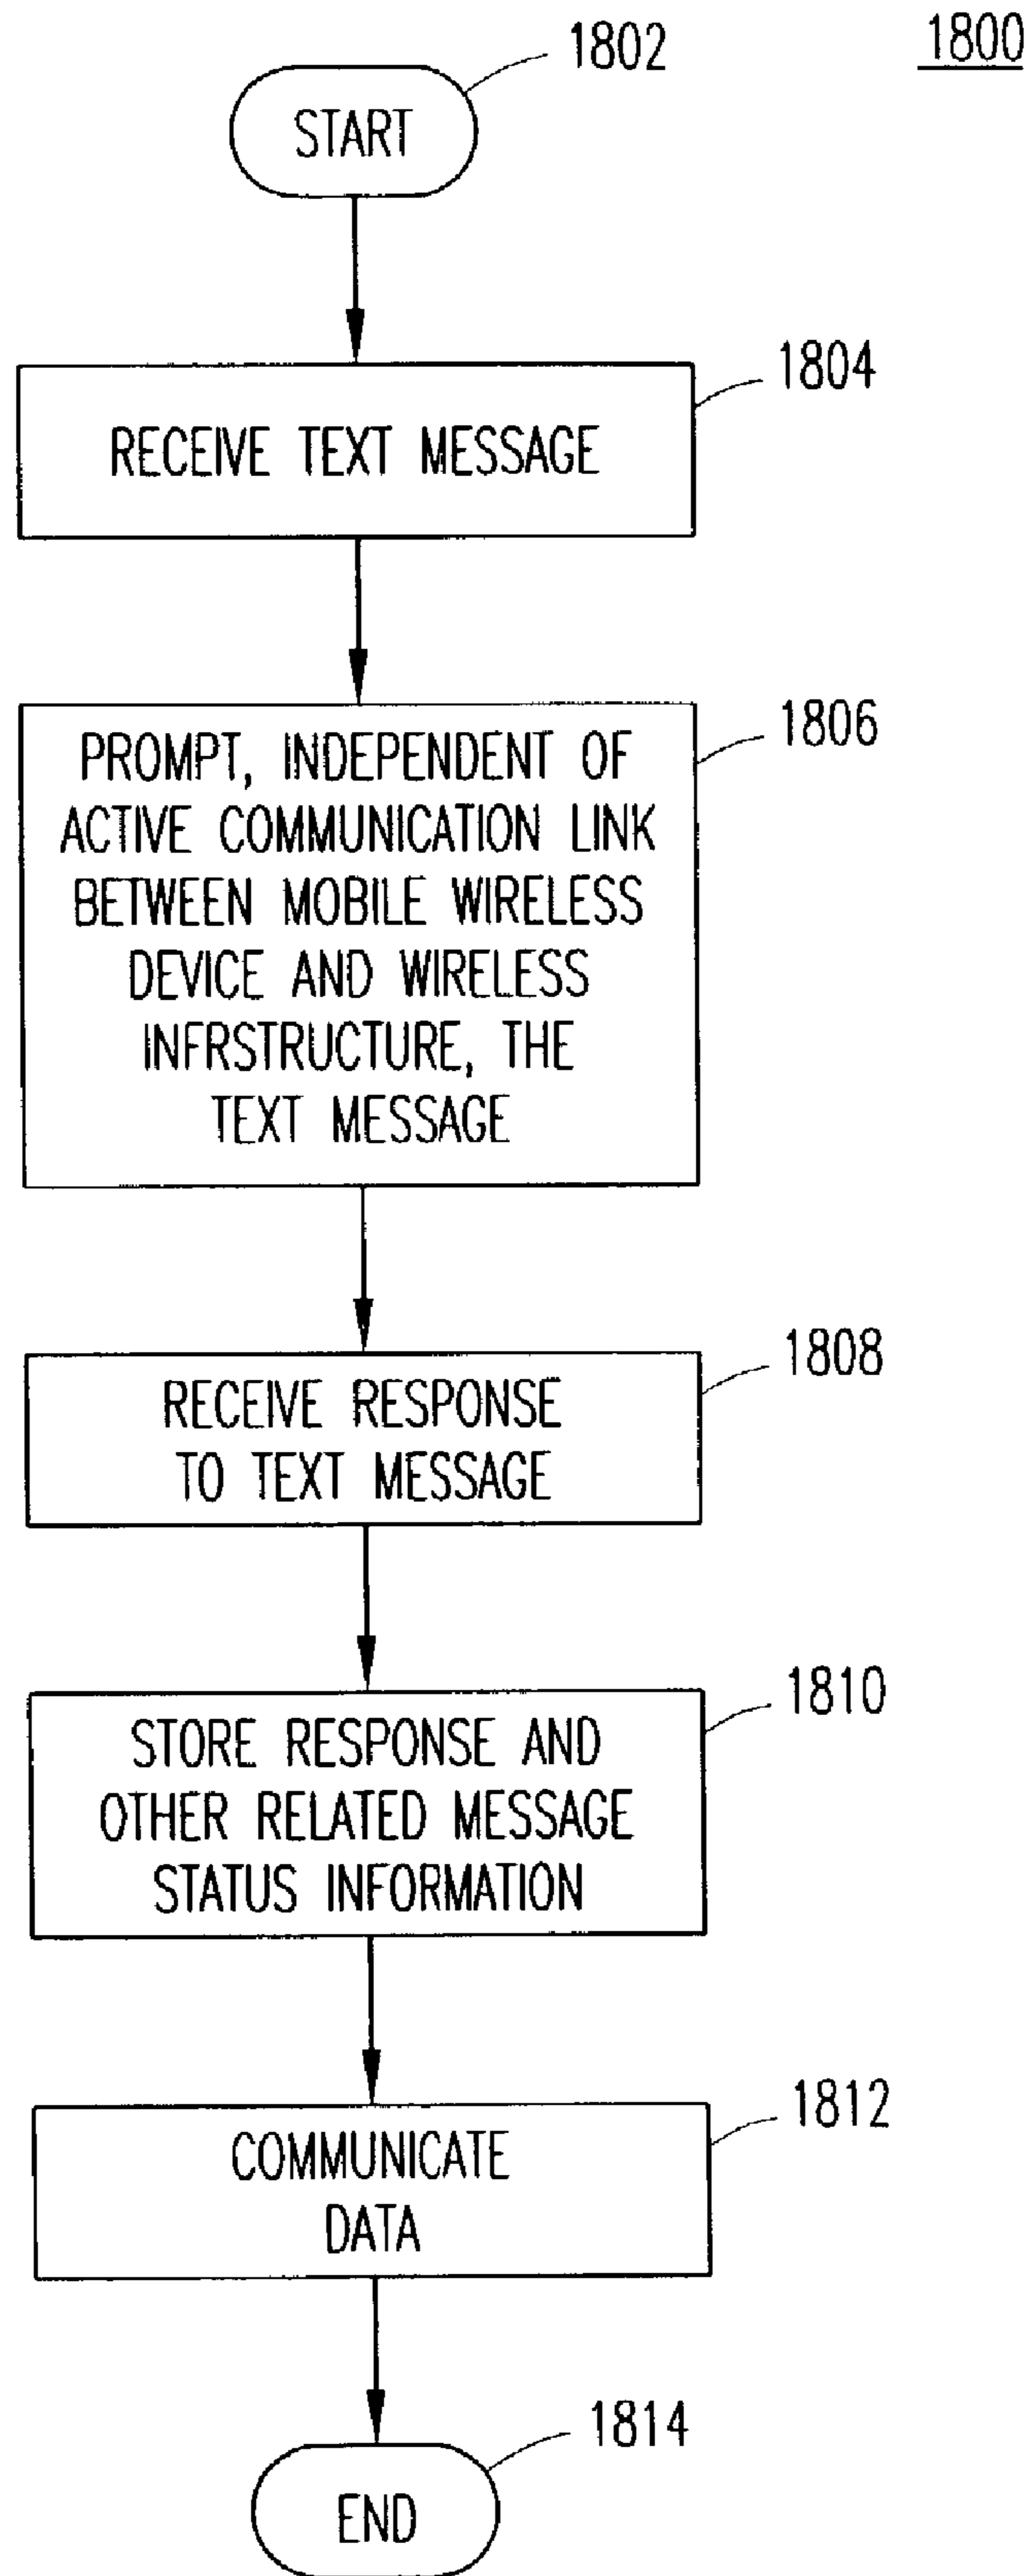 1800
1802
START
1804
RECEIVE TEXT MESSAGE
1806
PROMPT, INDEPENDENT OF
ACTIVE COMMUNICATION LINK
BETWEEN MOBILE WIRELESS
DEVICE AND WIRELESS
INFRSTRUCTURE, THE
TEXT MESSAGE
1808
RECEIVE RESPONSE
TO TEXT MESSAGE
1810
STORE RESPONSE AND
OTHER RELATED MESSAGE
STATUS INFORMATION
1812
COMMUNICATE
DATA
1814
END